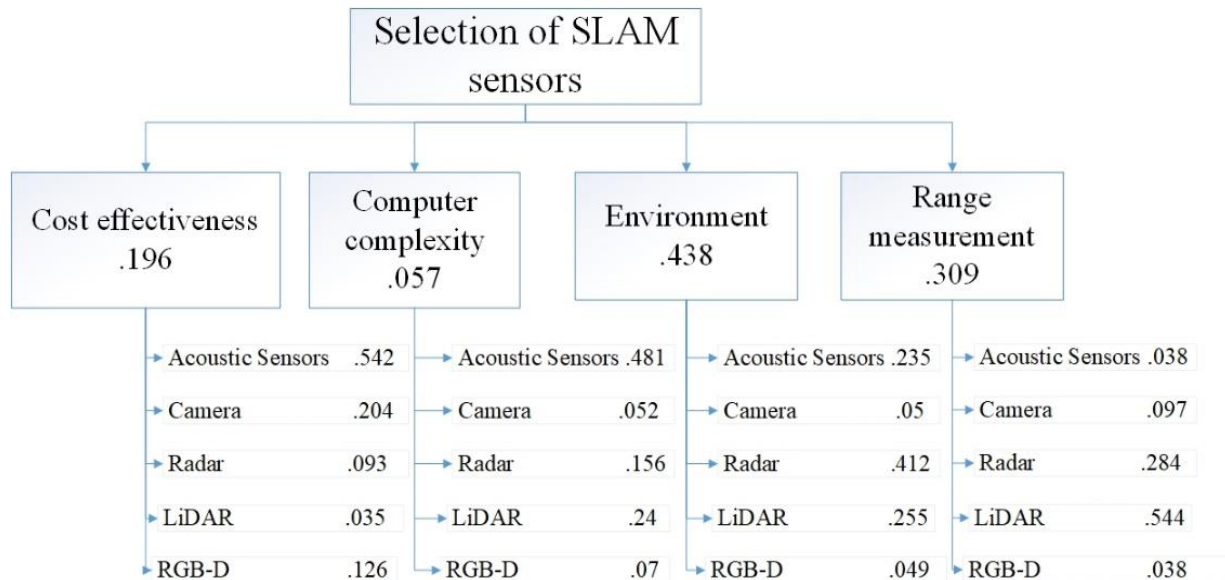 Selection of SLAM
sensors
Cost effectiveness
.196
Computer
complexity
.057
Environment
.438
Range
measurement
.309
Acoustic Sensors .542
Camera .204
Radar .093
LiDAR .035
RGB-D .126
Acoustic Sensors .481
Camera .052
Radar .156
LiDAR .24
RGB-D .07
Acoustic Sensors .235
Camera .05
Radar .412
LiDAR .255
RGB-D .049
Acoustic Sensors .038
Camera .097
Radar .284
LiDAR .544
RGB-D .038